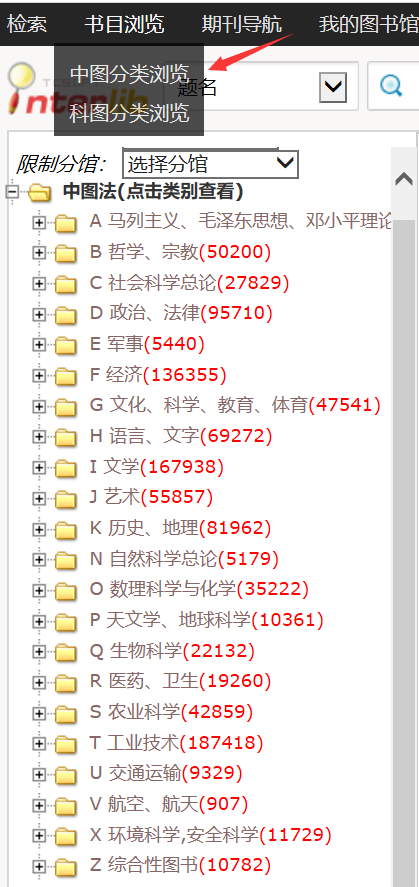 检索 书目浏览 期刊导航 我的图书馆
中图分类浏览
题名
科图分类浏览
限制分馆: 选择分馆
中图法(点击类别查看)
A 马列主义、毛泽东思想、邓小平理论
B 哲学、宗教(50200)
C 社会科学总论(27829)
D 政治、法律(95710)
E 军事(5440)
F 经济(136355)
G 文化、科学、教育、体育(47541)
H 语言、文字(69272)
I 文学(167938)
J 艺术(55857)
K 历史、地理(81962)
N 自然科学总论(5179)
O 数理科学与化学(35222)
P 天文学、地球科学(10361)
Q 生物科学(22132)
R 医药、卫生(19260)
S 农业科学(42859)
T 工业技术(187418)
U 交通运输(9329)
V 航空、航天(907)
X 环境科学,安全科学(11729)
Z 综合性图书(10782)